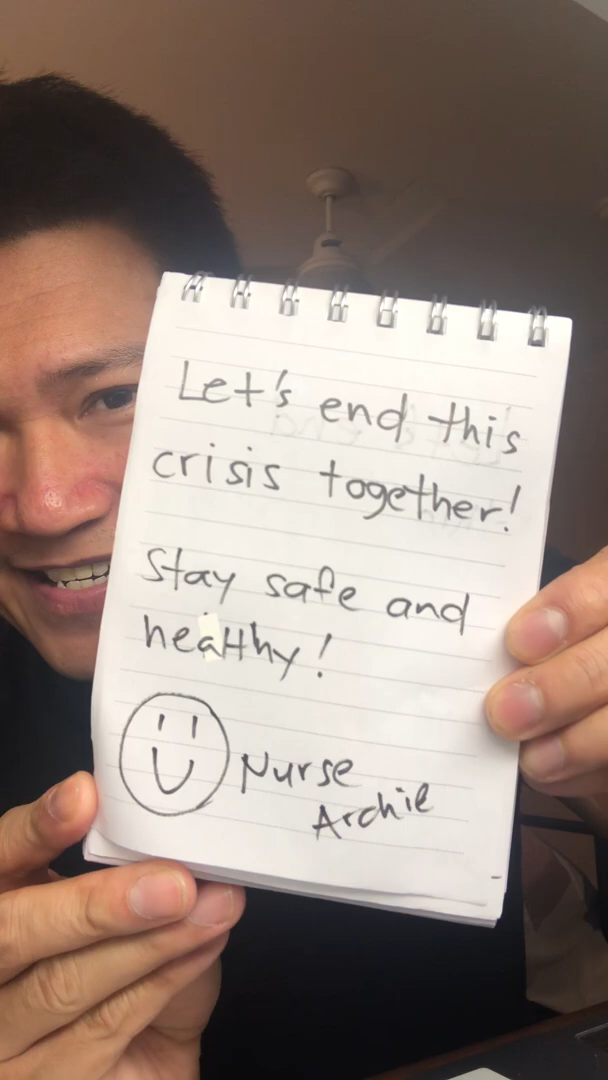 Let's end this
crisis together!
Stay safe and
healthy!
Nurse
Archie